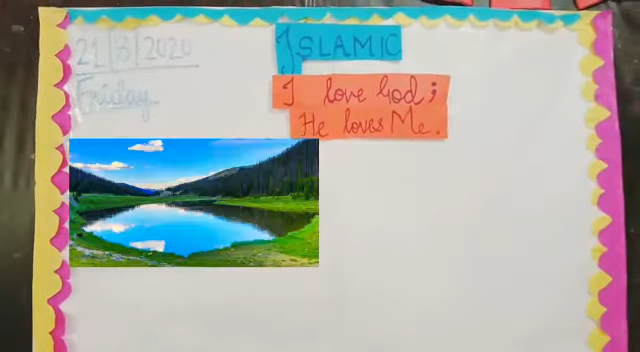 21/8/2020
Friday
ISLAMIC
I love God;
He loves Me.